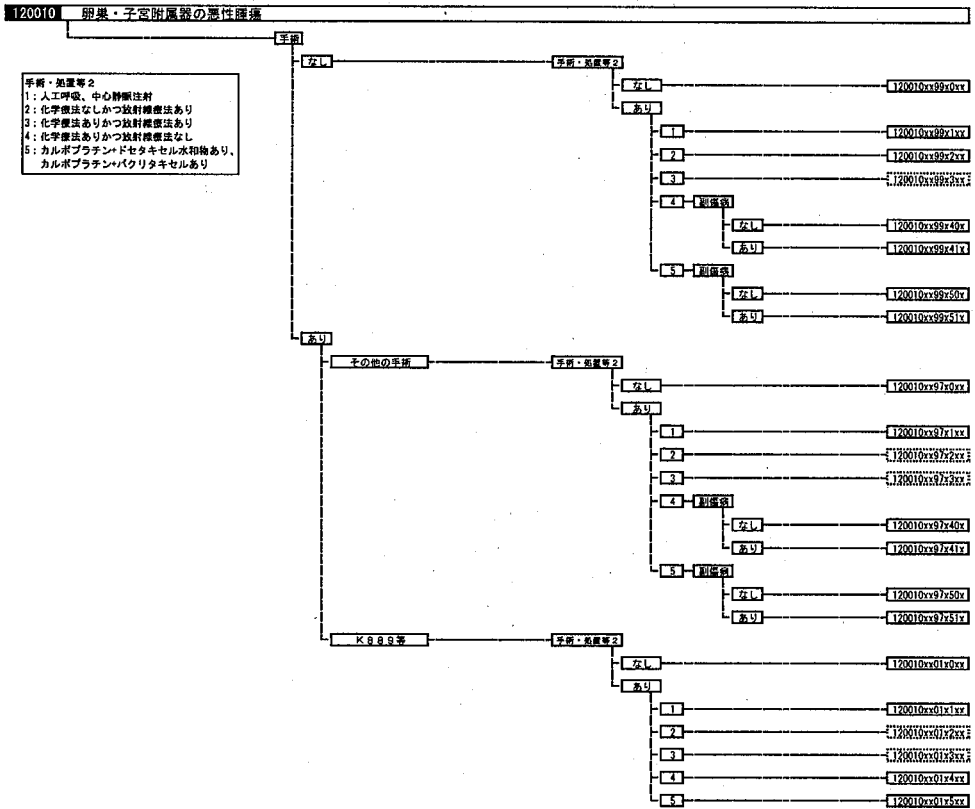 120010 卵巣・子宮附属器の悪性腫瘍
手術
なし
手術・処置等2
手術・処置等2
1:人工呼吸、中心静脈注射
2:化学療法なしかつ放射線療法あり
3:化学療法ありかつ放射線療法あり
4:化学療法ありかつ放射線療法なし
5:カルボプラチン+ドセタキセル水和物あり、
カルボプラチン+パクリタキセルあり
なし
120010xx99x0xx
あり
1
120010xx99x1xx
2
120010xx99x2xx
3
120010xx99x3xx
4
副傷病
なし
120010xx99x40x
あり
120010xx99x41x
5
副傷病
なし
120010xx99x50x
あり
120010xx99x51x
あり
その他の手術
手術・処置等2
なし
120010xx97x0xx
あり
1
120010xx97x1xx
2
120010xx97x2xx
3
120010xx97x3xx
4
副傷病
なし
120010xx97x40x
あり
120010xx97x41x
5
副傷病
なし
120010xx97x50x
あり
120010xx97x51x
K889等
手術・処置等2
なし
120010xx01x0xx
あり
1
120010xx01x1xx
2
120010xx01x2xx
3
120010xx01x3xx
4
120010xx01x4xx
5
120010xx01x5xx